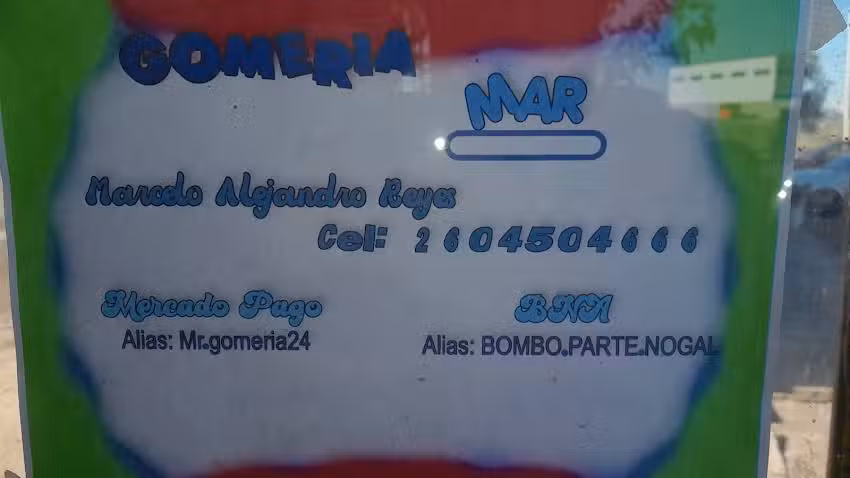 GOMERIA
MAR
Marcelo Alejandro Reyes
Cel: 2604504666
Mercado Pago
BNA
Alias: Mr.gomeria24
Alias: BOMBO.PARTE.NOGAL